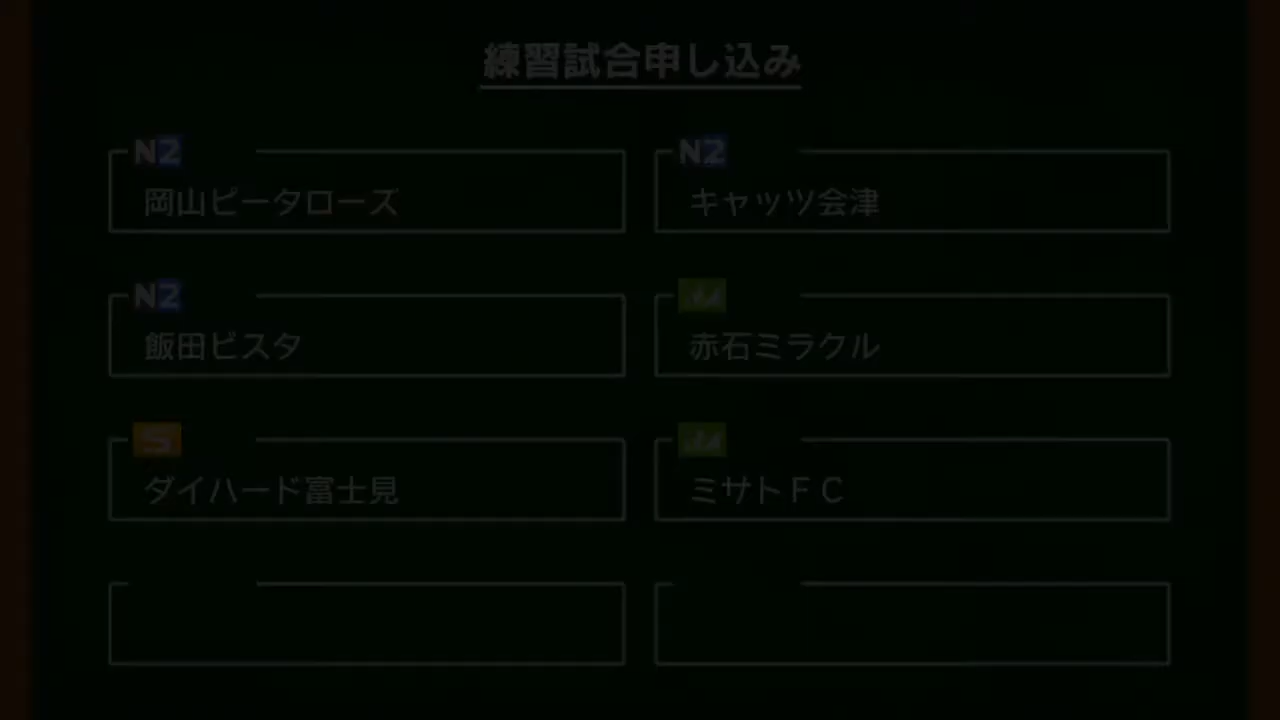 練習試合申し込み
N2
岡山ピータローズ
N2
キャッツ会津
N2
飯田ビスタ
赤石ミラクル
S
ダイハード富士見
ミサトFC